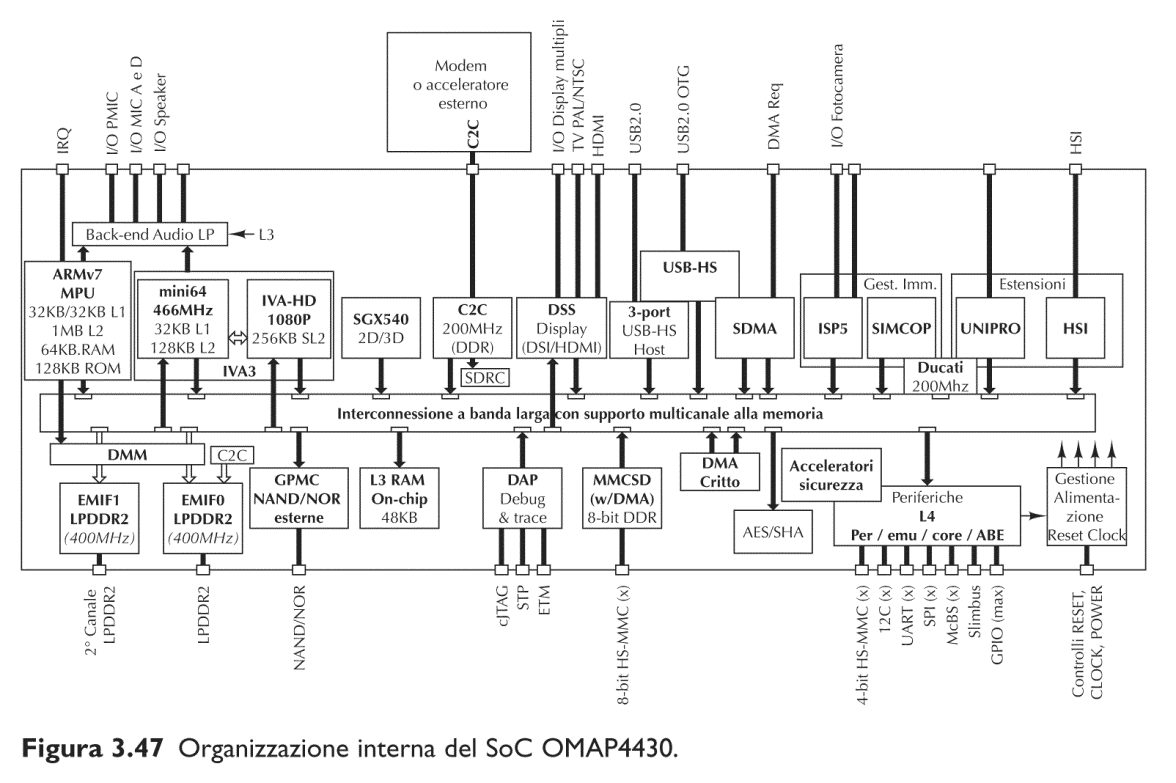 IRQ
I/O PMIC
I/O MIC A e D
I/O Speaker
Modem
o acceleratore
esterno
C2C
I/O Display multipli
TV PAL/NTSC
HDMI
USB2.0
USB2.0 OTG
DMA Req
I/O Fotocamera
HSI
Back-end Audio LP
L3
ARMv7
MPU
32KB/32KB L1
1MB L2
64KB.RAM
128KB ROM
mini64
466MHz
32KB L1
128KB L2
IVA-HD
1080P
256KB SL2
IVA3
SGX540
2D/3D
C2C
200MHz
(DDR)
SDRC
DSS
Display
(DSI/HDMI)
3-port
USB-HS
Host
USB-HS
SDMA
Gest. Imm.
ISP5
SIMCOP
Ducati
200Mhz
Estensioni
UNIPRO
HSI
Interconnessione a banda larga con supporto multicanale alla memoria
DMM
C2C
EMIF1
LPDDR2
(400MHz)
EMIF0
LPDDR2
(400MHz)
GPMC
NAND/NOR
esterne
L3 RAM
On-chip
48KB
DAP
Debug
& trace
MMCSD
(w/DMA)
8-bit DDR
DMA
Critto
Acceleratori
sicurezza
AES/SHA
Periferiche
L4
Per / emu / core / ABE
Gestione
Alimenta-
zione
Reset Clock
2° Canale
LPDDR2
LPDDR2
NAND/NOR
cJTAG
STP
ETM
8-bit HS-MMC (x)
4-bit HS-MMC (x)
12C (x)
UART (x)
SPI (x)
McBS (x)
Slimbus
GPIO (max)
Controlli RESET,
CLOCK, POWER
Figura 3.47 Organizzazione interna del SoC OMAP4430.